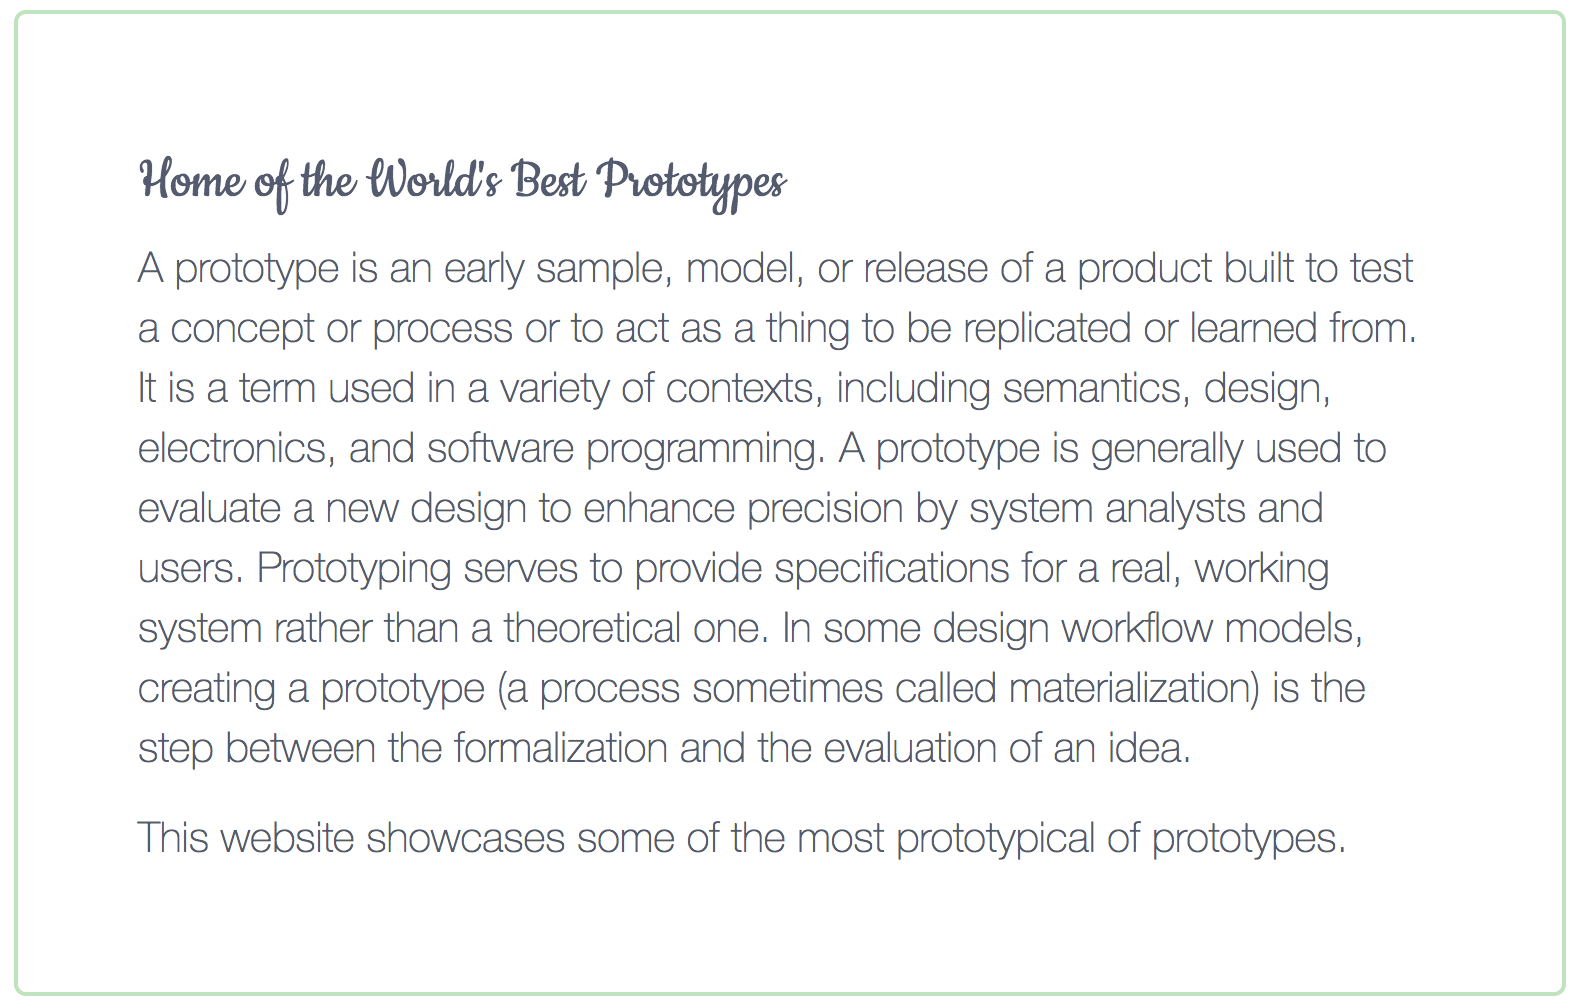 Home of the World's Best Prototypes
A prototype is an early sample, model, or release of a product built to test
a concept or process or to act as a thing to be replicated or learned from.
It is a term used in a variety of contexts, including semantics, design,
electronics, and software programming. A prototype is generally used to
evaluate a new design to enhance precision by system analysts and
users. Prototyping serves to provide specifications for a real, working
system rather than a theoretical one. In some design workflow models,
creating a prototype (a process sometimes called materialization) is the
step between the formalization and the evaluation of an idea.
This website showcases some of the most prototypical of prototypes.